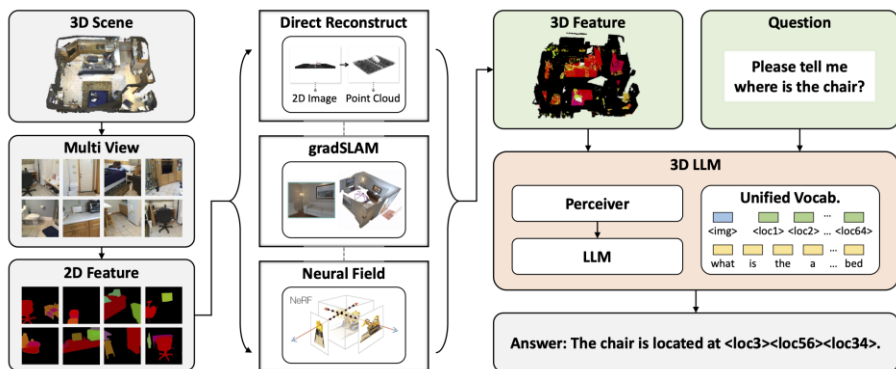 3D Scene
Multi View
2D Feature
Direct Reconstruct
2D Image
Point Cloud
gradSLAM
Neural Field
NeRF
3D Feature
Question
Please tell me
where is the chair?
3D LLM
Perceiver
LLM
Unified Vocab.
...
<img> <loc1> <loc2> ... <loc64>
...
what is the a ... bed
Answer: The chair is located at <loc3><loc56><loc34>.